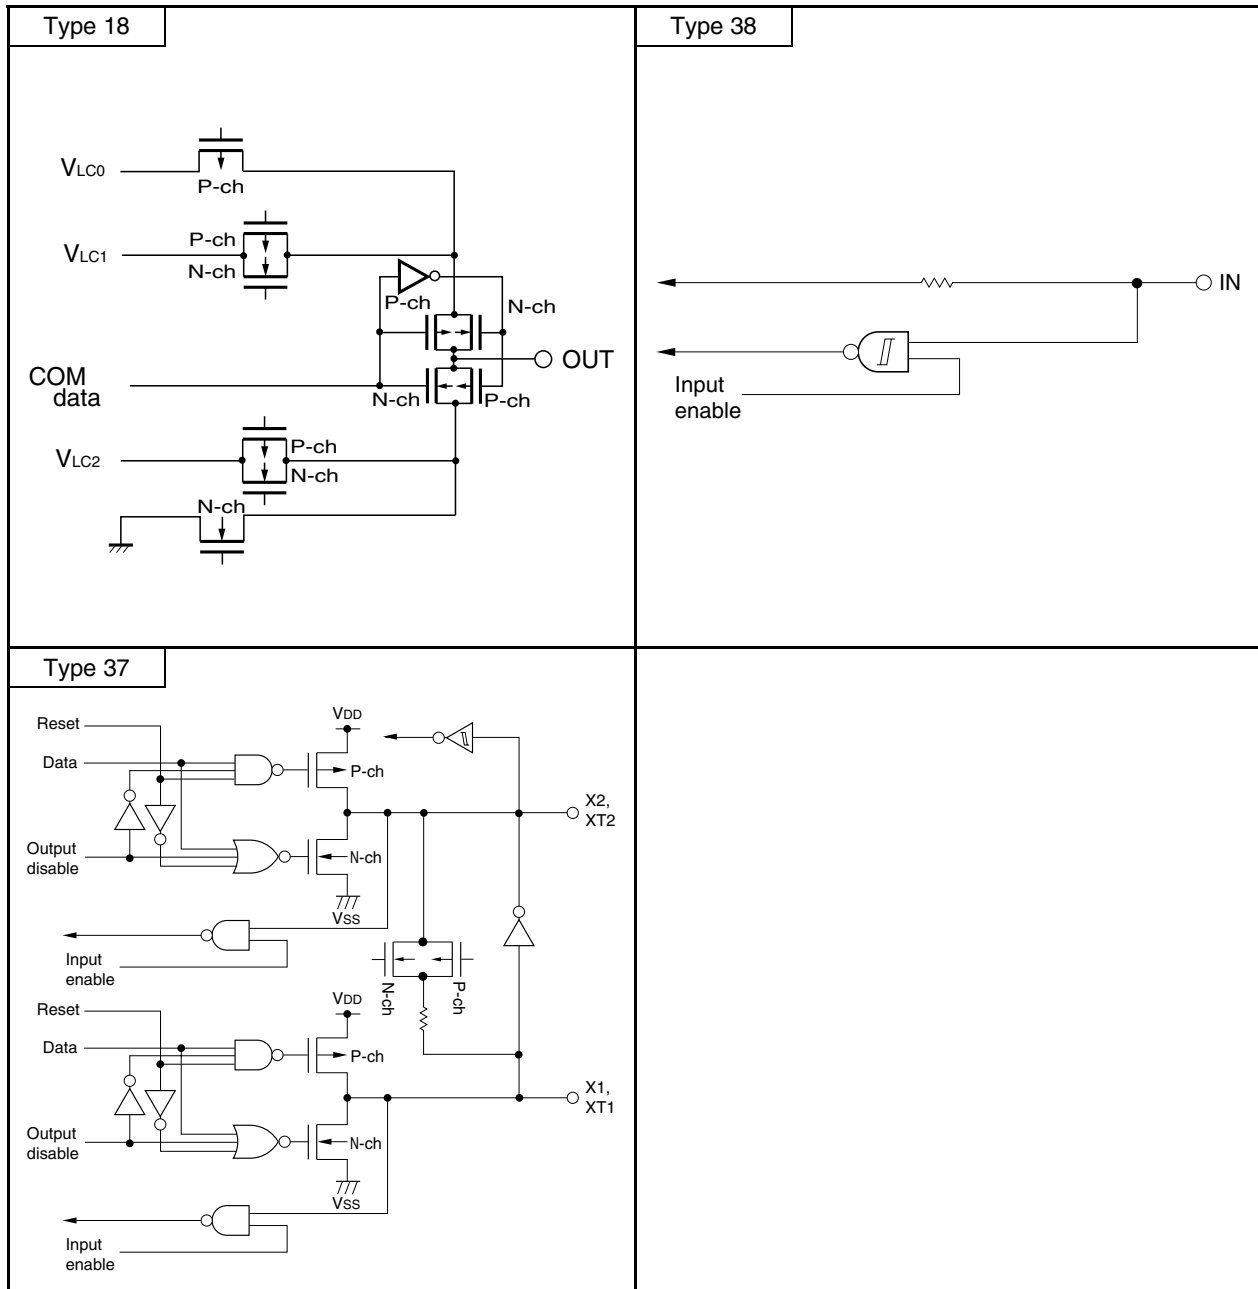 Type 18
VLC0
P-ch
VLC1
P-ch
N-ch
P-ch
N-ch
OUT
COM
data
N-ch
P-ch
VLC2
P-ch
N-ch
N-ch
Type 38
IN
Input
enable
Type 37
Reset
Data
Output
disable
VDD
P-ch
N-ch
VSS
X2,
XT2
Input
enable
N-ch
P-ch
Reset
Data
Output
disable
VDD
P-ch
N-ch
VSS
X1,
XT1
Input
enable